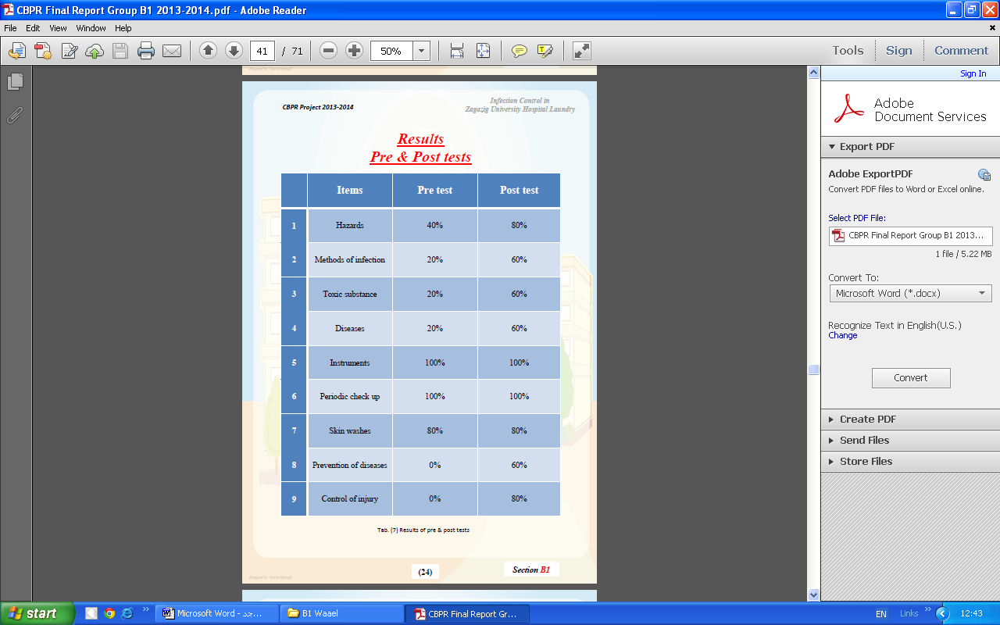 CBPR Final Report Group B1 2013-2014.pdf - Adobe Reader
File Edit View Window Help
41 / 71 50% Tools Sign Comment
Sign In
Adobe
Document Services
Export PDF
Adobe ExportPDF
Convert PDF files to Word or Excel online.
Select PDF File:
CBPR Final Report Group B1 2013...
1 file / 5.22 MB
Convert To:
Microsoft Word (*.docx)
Recognize Text in English(U.S.)
Change
Convert
Create PDF
Send Files
Store Files
CBPR Project 2013-2014
Infection Control in
Zagazig University Hospital Laundry
Results
Pre & Post tests
Items Pre test Post test
1 Hazards 40% 80%
2 Methods of infection 20% 60%
3 Toxic substance 20% 60%
4 Diseases 20% 60%
5 Instruments 100% 100%
6 Periodic check up 100% 100%
7 Skin washes 80% 80%
8 Prevention of diseases 0% 60%
9 Control of injury 0% 80%
Tab. (7) Results of pre & post tests
(24)
Section B1
start Microsoft Word - ...جد B1 Waael CBPR Final Report Gr... EN Links 12:43